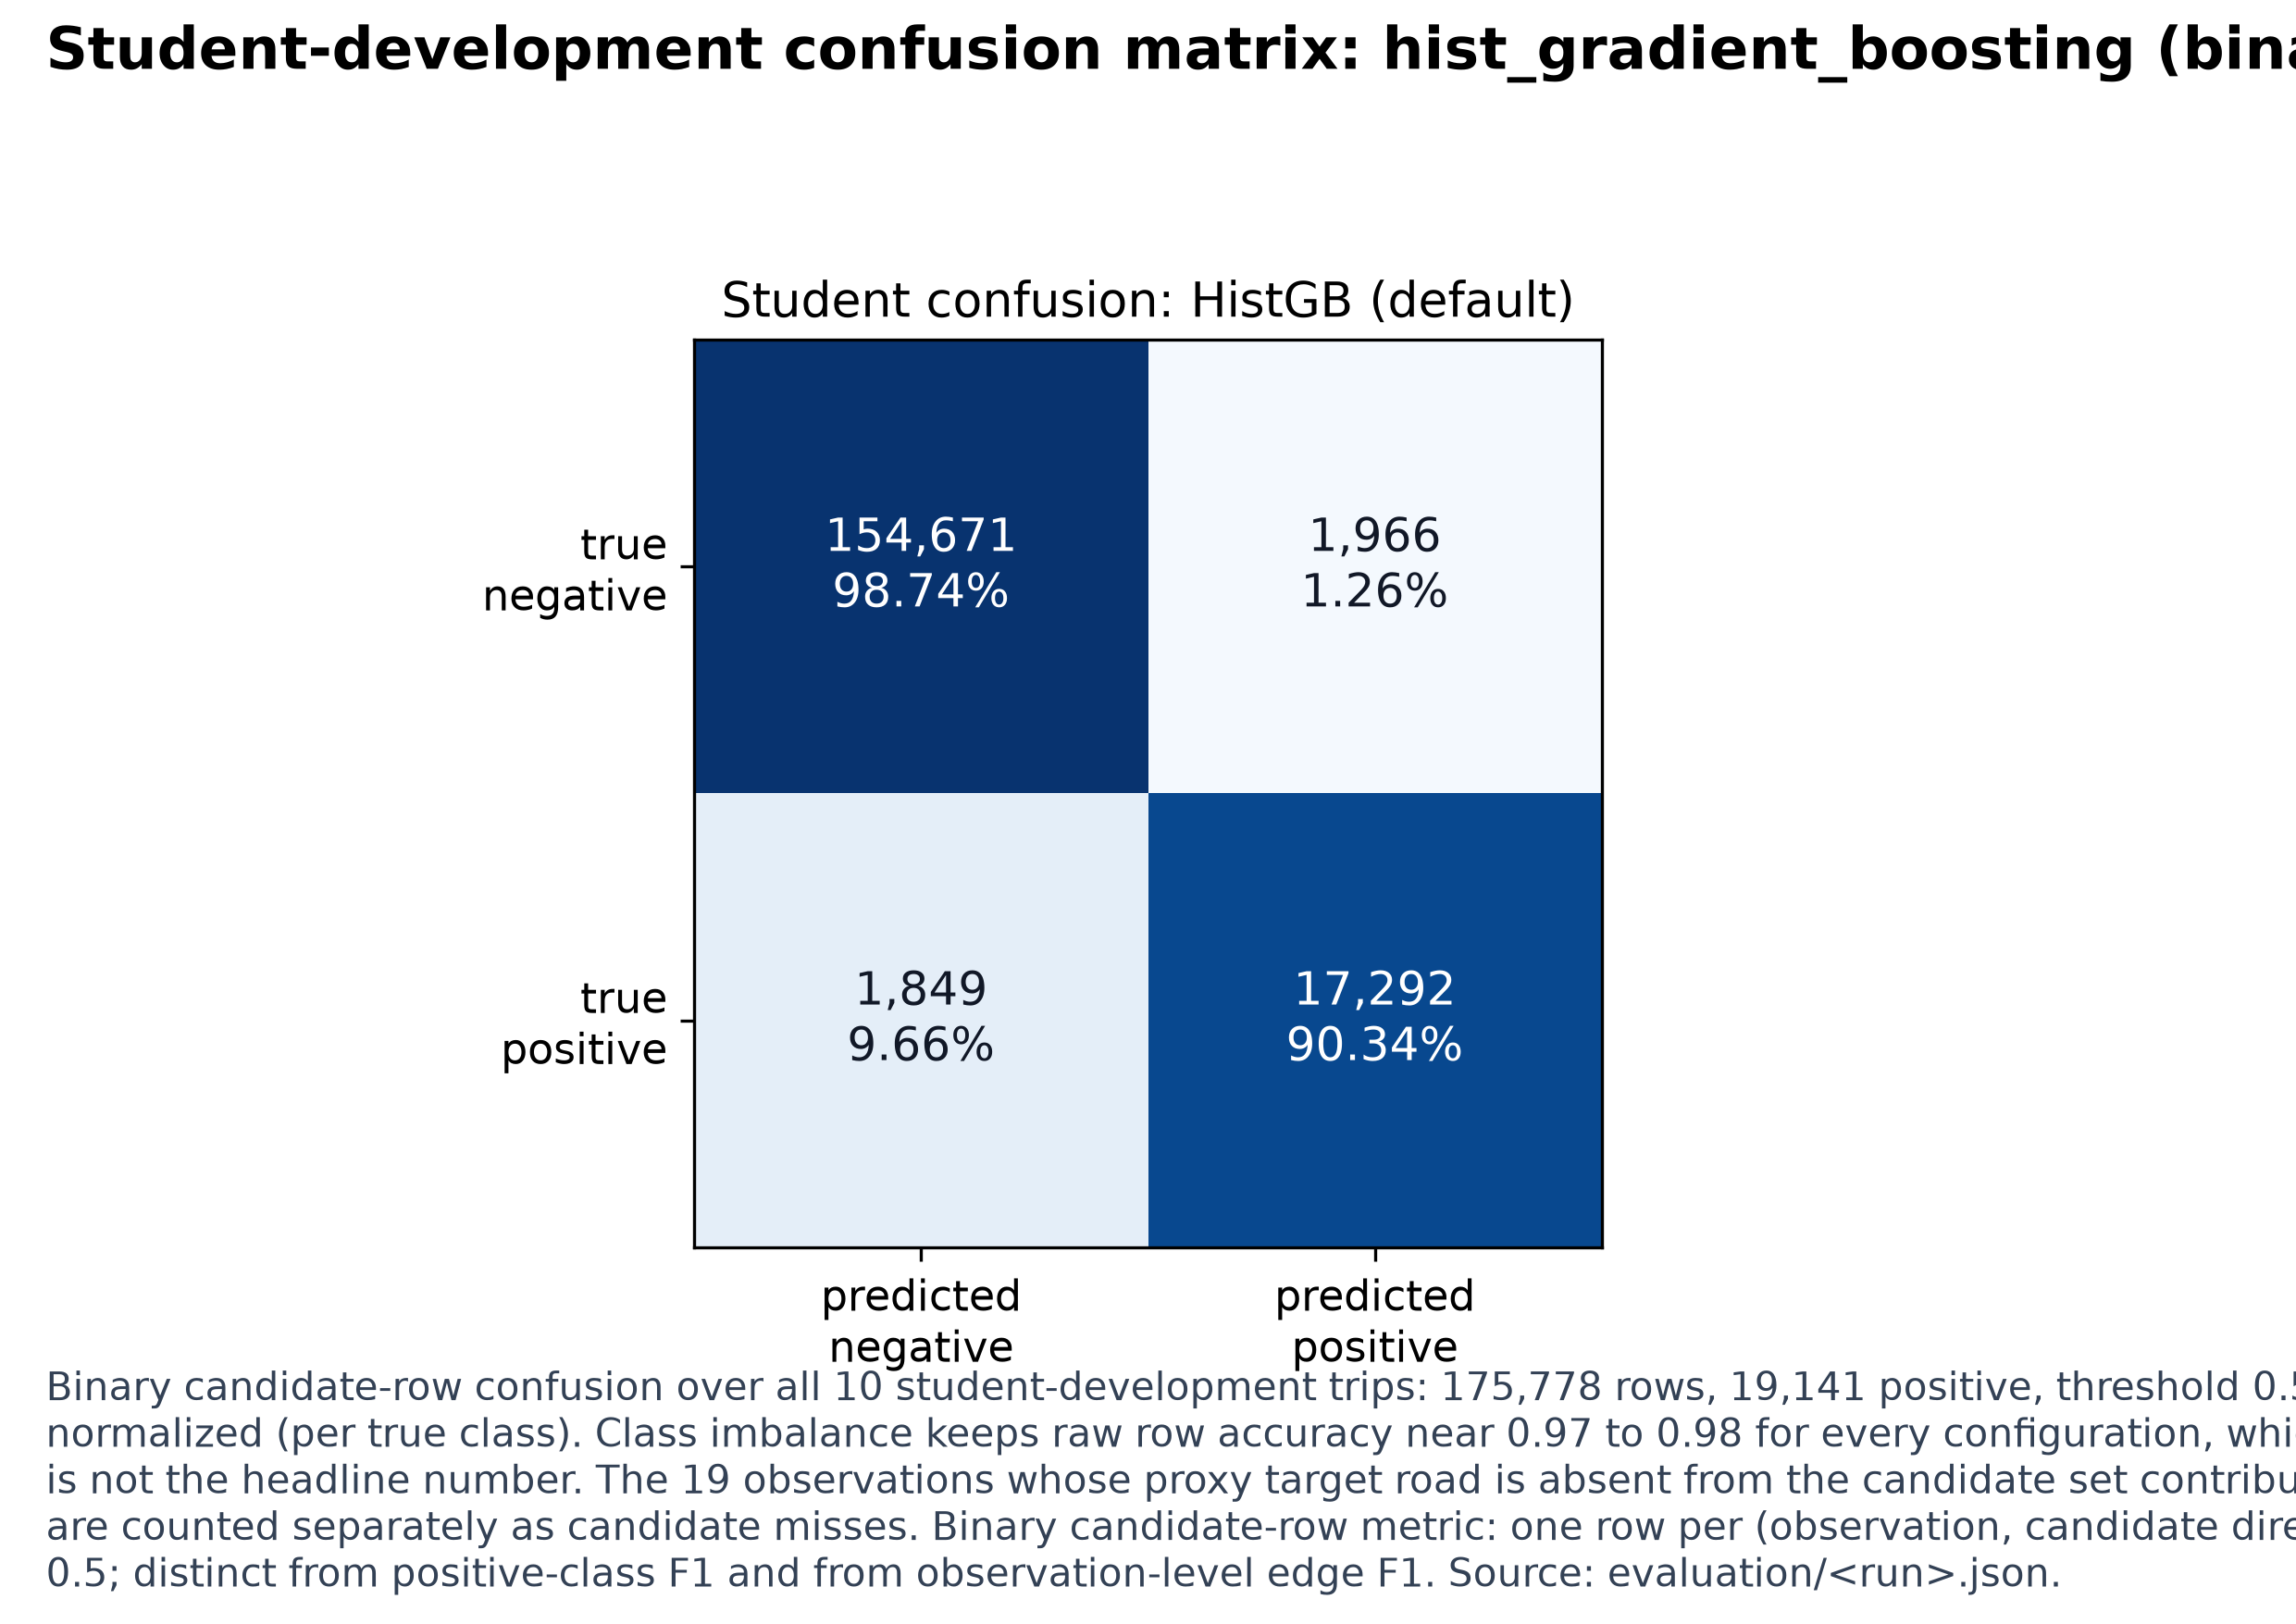 Student-development confusion matrix: hist_gradient_boosting (bina
Student confusion: HistGB (default)
true
negative
154,671
98.74%
1,966
1.26%
true
positive
1,849
9.66%
17,292
90.34%
predicted
negative
predicted
positive
Binary candidate-row confusion over all 10 student-development trips: 175,778 rows, 19,141 positive, threshold 0.5
normalized (per true class). Class imbalance keeps raw row accuracy near 0.97 to 0.98 for every configuration, whi
is not the headline number. The 19 observations whose proxy target road is absent from the candidate set contribu
are counted separately as candidate misses. Binary candidate-row metric: one row per (observation, candidate dire
0.5; distinct from positive-class F1 and from observation-level edge F1. Source: evaluation/<run>.json.